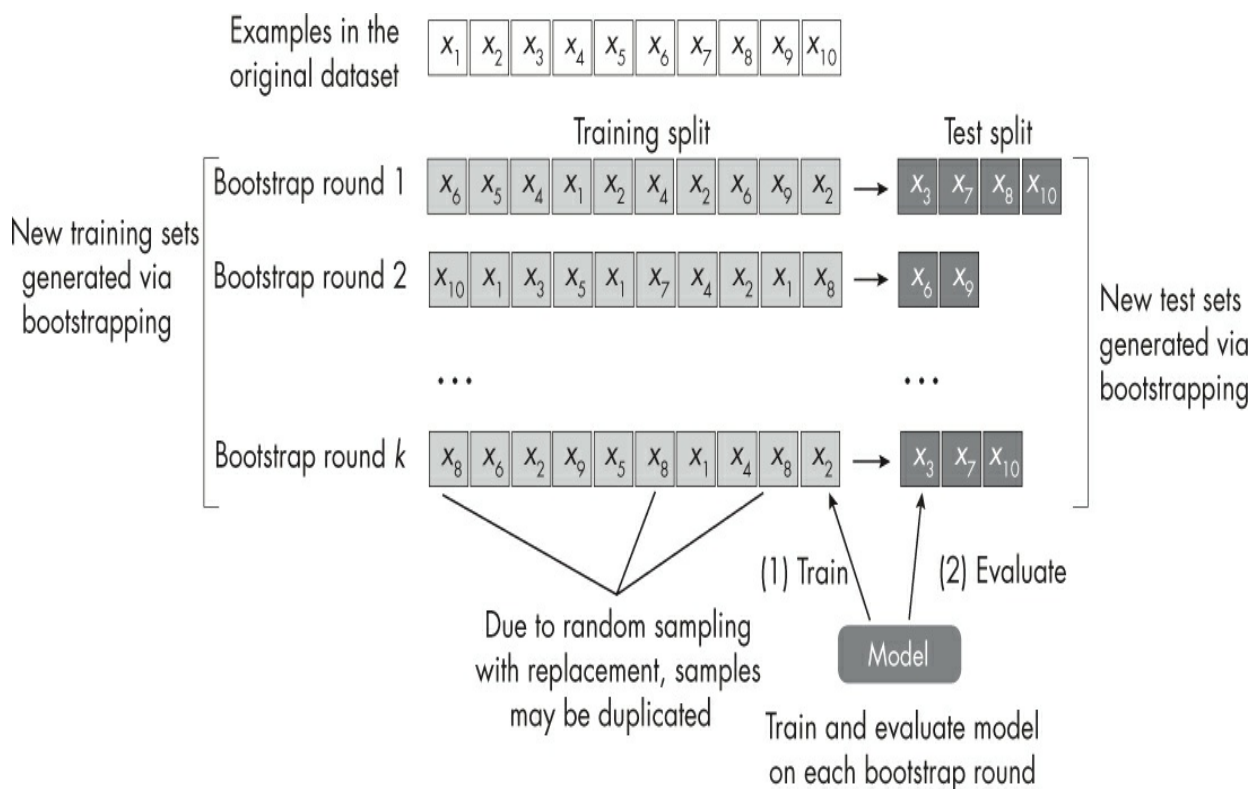 Examples in the
original dataset
x₁ x₂ x₃ x₄ x₅ x₆ x₇ x₈ x₉ x₁₀
Training split
Test split
New training sets
generated via
bootstrapping
Bootstrap round 1
x₆ x₅ x₄ x₁ x₂ x₄ x₂ x₆ x₉ x₂
x₃ x₇ x₈ x₁₀
Bootstrap round 2
x₁₀ x₁ x₃ x₅ x₁ x₇ x₄ x₂ x₁ x₈
x₆ x₉
...
...
Bootstrap round k
x₈ x₆ x₂ x₉ x₅ x₈ x₁ x₄ x₈ x₂
x₃ x₇ x₁₀
New test sets
generated via
bootstrapping
Due to random sampling
with replacement, samples
may be duplicated
(1) Train
(2) Evaluate
Model
Train and evaluate model
on each bootstrap round